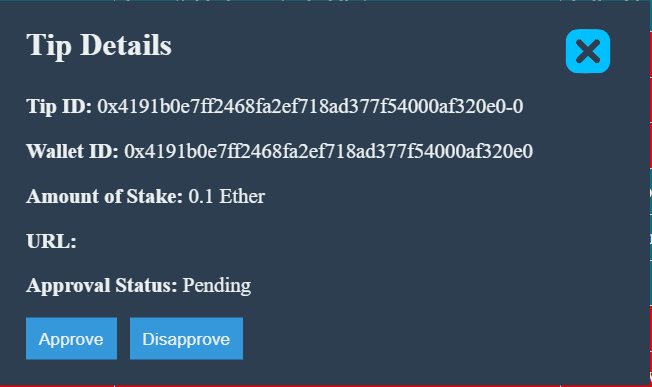 Tip Details
Tip ID: 0x4191b0e7ff2468fa2ef718ad377f54000af320e0-0
Wallet ID: 0x4191b0e7ff2468fa2ef718ad377f54000af320e0
Amount of Stake: 0.1 Ether
URL:
Approval Status: Pending
Approve Disapprove